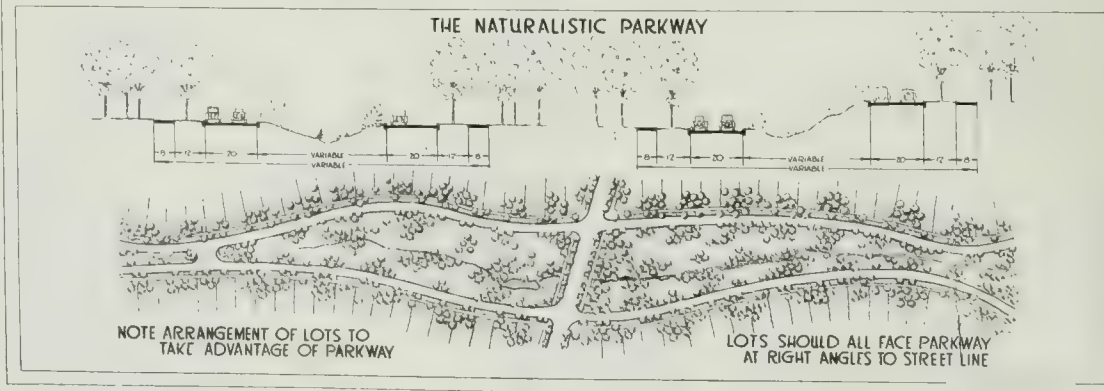 THE NATURALISTIC PARKWAY
8 12 20 VARIABLE 20 12 8
VARIABLE
8 12 20 VARIABLE 20 12 8
VARIABLE
NOTE ARRANGEMENT OF LOTS TO
TAKE ADVANTAGE OF PARKWAY
LOTS SHOULD ALL FACE PARKWAY
AT RIGHT ANGLES TO STREET LINE